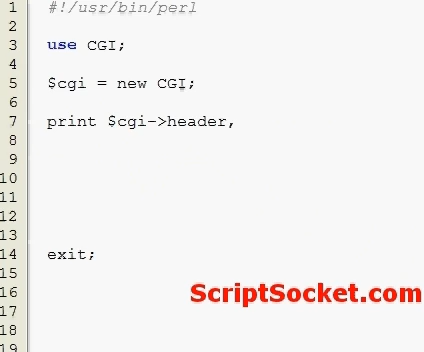 1 #!/usr/bin/perl
2
3 use CGI;
4
5 $cgi = new CGI;
6
7 print $cgi->header,
8
9
10
11
12
13
14 exit;
15
16 ScriptSocket.com
17
18
19